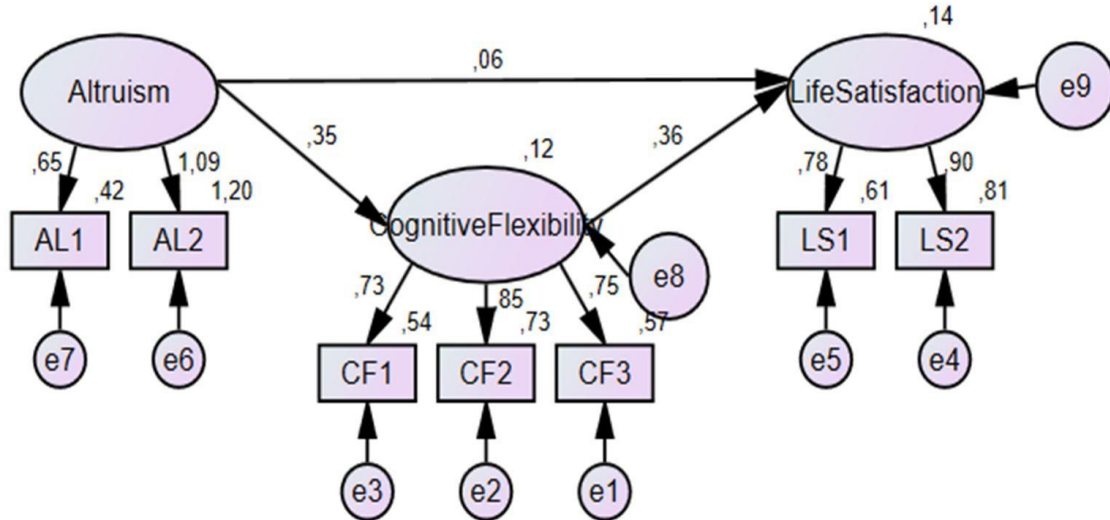 ,14
,06
Altruism
LifeSatisfaction
e9
,35
,12
,36
,65
1,09
,78
,90
,42
1,20
,61
,81
CognitiveFlexibility
AL1
AL2
LS1
LS2
e8
,73
85
,75
,54
,73
,57
e7
e6
CF1
CF2
CF3
e5
e4
e3
e2
e1